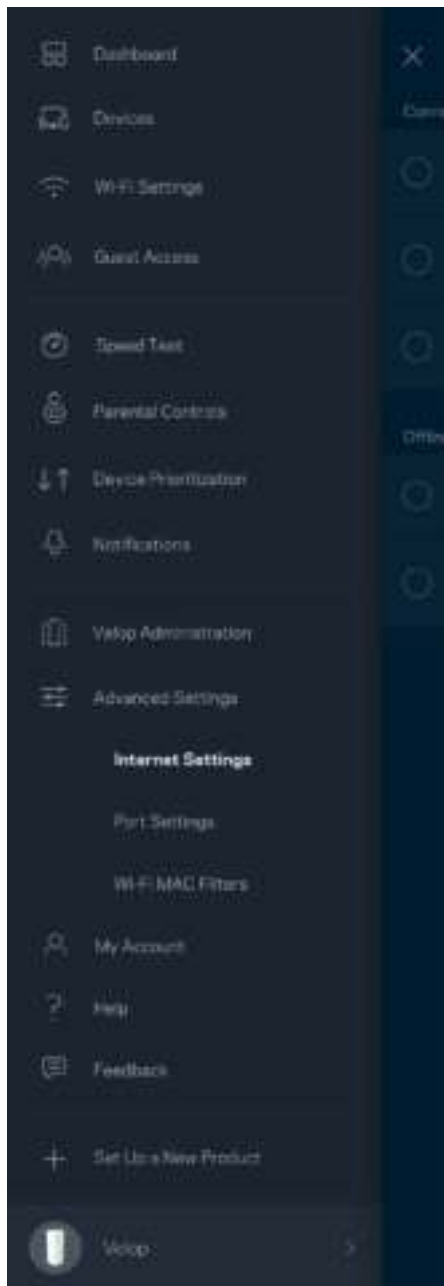 Dashboard
Devices
Wi-Fi Settings
Guest Access
Speed Test
Parental Controls
Device Prioritization
Notifications
Velop Administration
Advanced Settings
Internet Settings
Port Settings
Wi-Fi MAC Filters
My Account
Help
Feedback
Set Up a New Product
Velop